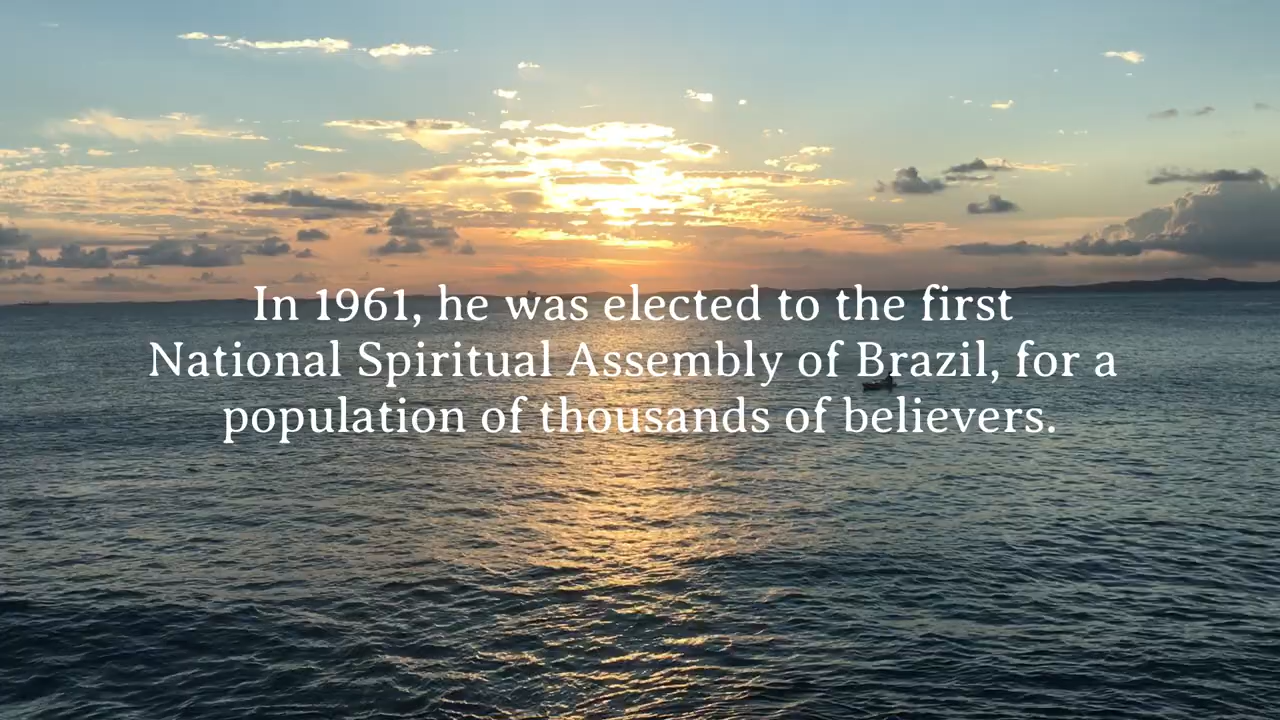 In 1961, he was elected to the first
National Spiritual Assembly of Brazil, for a
population of thousands of believers.